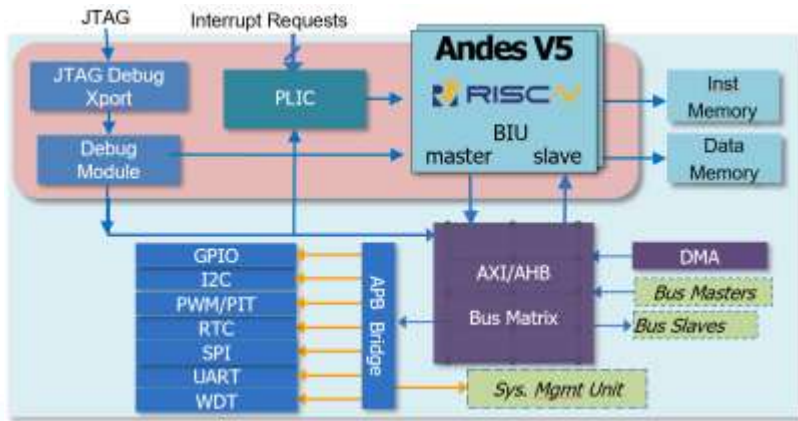 JTAG
Interrupt Requests
JTAG Debug
Xport
PLIC
Andes V5
RISC-V
BIU
master slave
Inst
Memory
Debug
Module
Data
Memory
GPIO
I2C
PWM/PIT
RTC
SPI
UART
WDT
APB Bridge
AXI/AHB
Bus Matrix
DMA
Bus Masters
Bus Slaves
Sys. Mgmt Unit